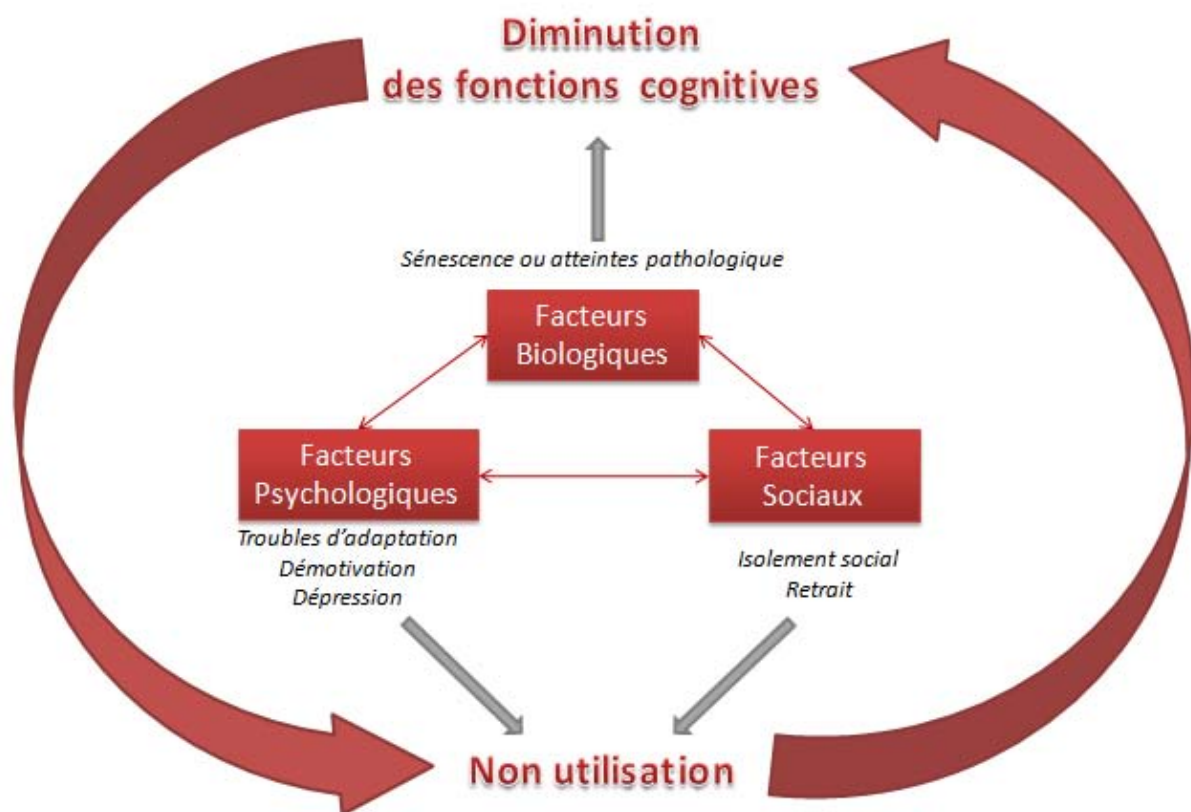 Diminution
des fonctions cognitives
Sénescence ou atteintes pathologique
Facteurs
Biologiques
Facteurs
Psychologiques
Facteurs
Sociaux
Troubles d'adaptation
Démotivation
Dépression
Isolement social
Retrait
Non utilisation